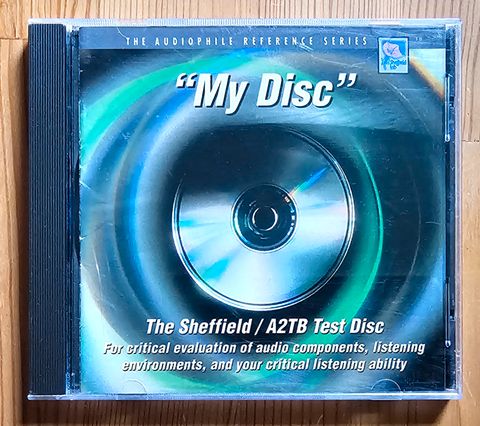 THE AUDIOPHILE REFERENCE SERIES
“My Disc”
The Sheffield / A2TB Test Disc
For critical evaluation of audio components, listening
environments, and your critical listening ability